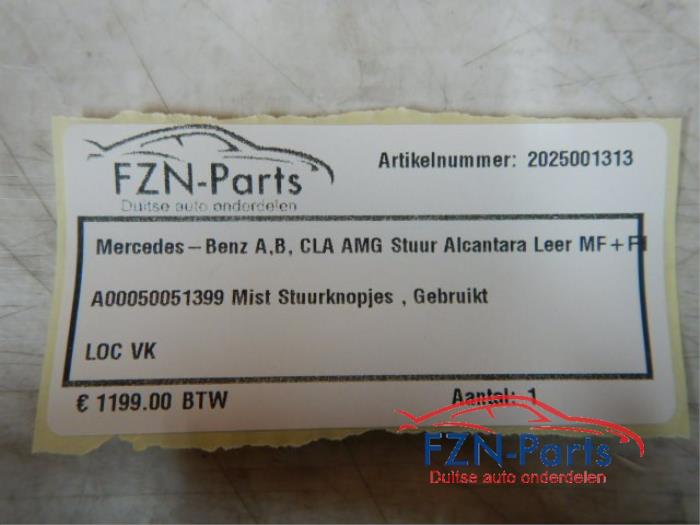 FZN-Parts
Duitse auto onderdelen
Artikelnummer: 2025001313
Mercedes-Benz A,B, CLA AMG Stuur Alcantara Leer MF+Fl
A00050051399 Mist Stuurknopjes , Gebruikt
LOC VK
€ 1199.00 BTW
Aantal: 1
FZN-Parts
Duitse auto onderdelen